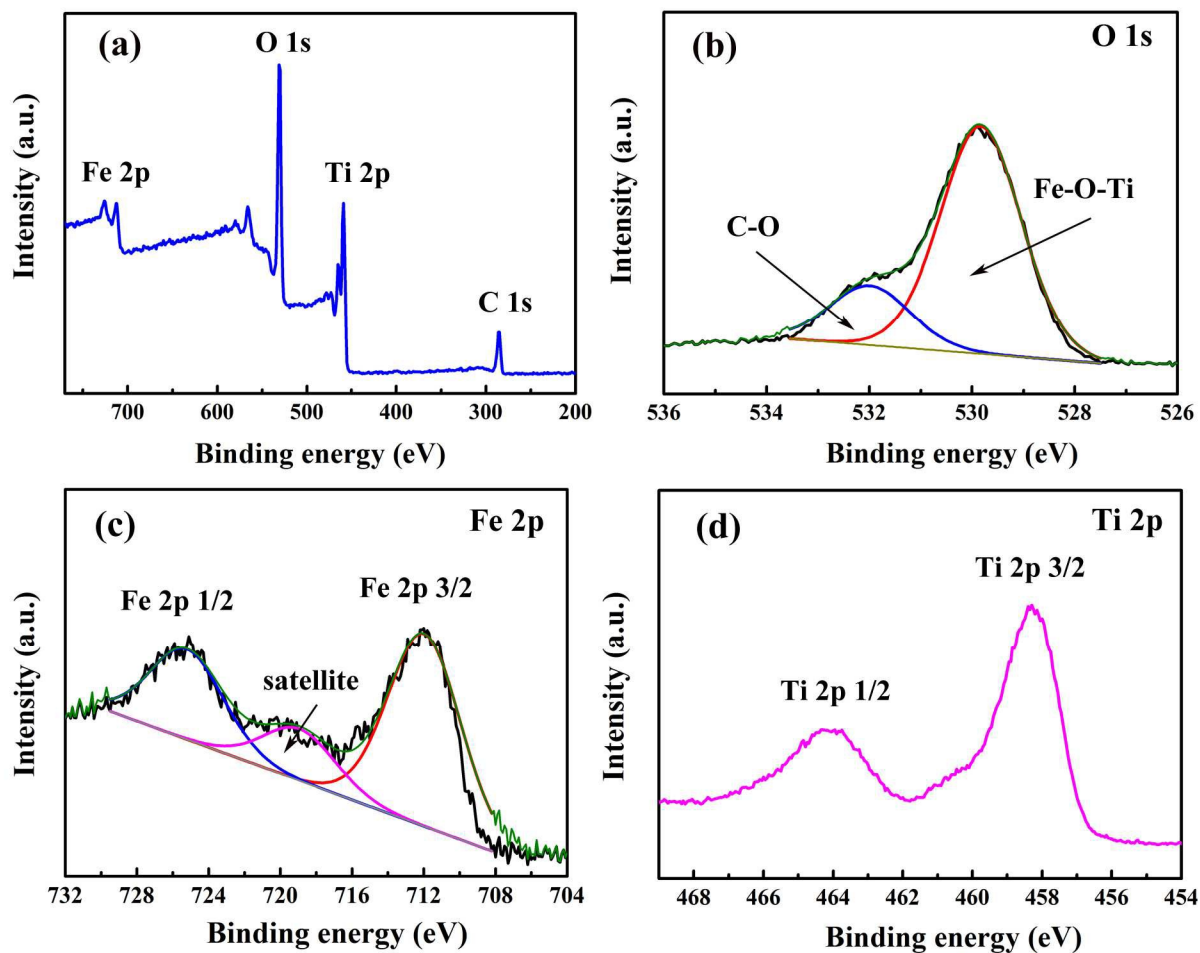 (a)
O 1s
Fe 2p
Ti 2p
C 1s
Intensity (a.u.)
700 600 500 400 300 200
Binding energy (eV)
(b)
O 1s
Fe-O-Ti
C-O
Intensity (a.u.)
536 534 532 530 528 526
Binding energy (eV)
(c)
Fe 2p
Fe 2p 3/2
Fe 2p 1/2
satellite
Intensity (a.u.)
732 728 724 720 716 712 708 704
Binding energy (eV)
(d)
Ti 2p
Ti 2p 3/2
Ti 2p 1/2
Intensity (a.u.)
468 466 464 462 460 458 456 454
Binding energy (eV)